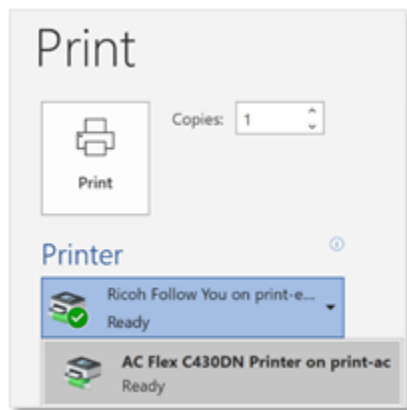 Print
Copies: 1
Print
Printer
Ricoh Follow You on print-e...
Ready
AC Flex C430DN Printer on print-ac
Ready